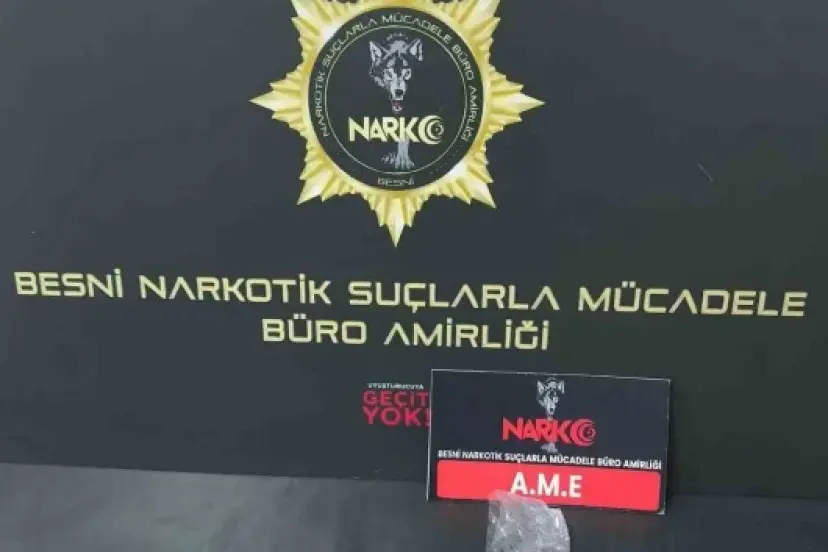 NARKOTİK SUÇLARLA MÜCADELE BÜRO AMİRLİĞİ
NARKO
BESNİ
BESNİ NARKOTİK SUÇLARLA MÜCADELE
BÜRO AMİRLİĞİ
UYUŞTURUCUYA
GEÇİT
YOK!
NARKO
BESNİ NARKOTİK SUÇLARLA MÜCADELE BÜRO AMİRLİĞİ
A.M.E